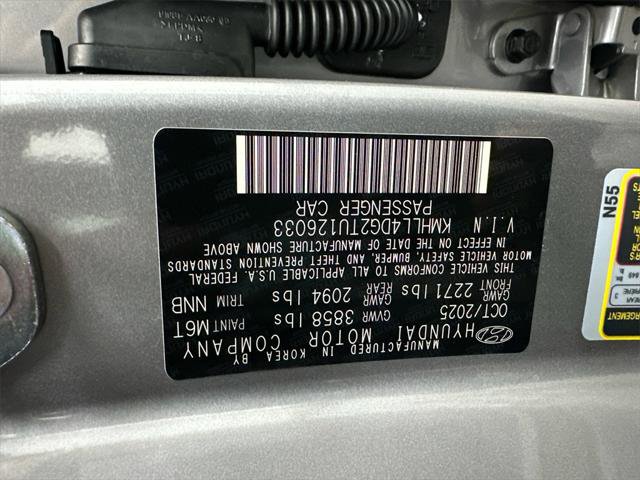 MANUFACTURED IN KOREA BY
HYUNDAI MOTOR COMPANY
OCT/2025 GVWR 3858 lbs PAINT M6T
GAWR FRONT 2271 lbs GAWR REAR 2094 lbs TRIM NNB
THIS VEHICLE CONFORMS TO ALL APPLICABLE U.S.A. FEDERAL
MOTOR VEHICLE SAFETY, BUMPER, AND THEFT PREVENTION STANDARDS
IN EFFECT ON THE DATE OF MANUFACTURE SHOWN ABOVE
V.I.N KMHLL4DG2TU126033
PASSENGER CAR
N55